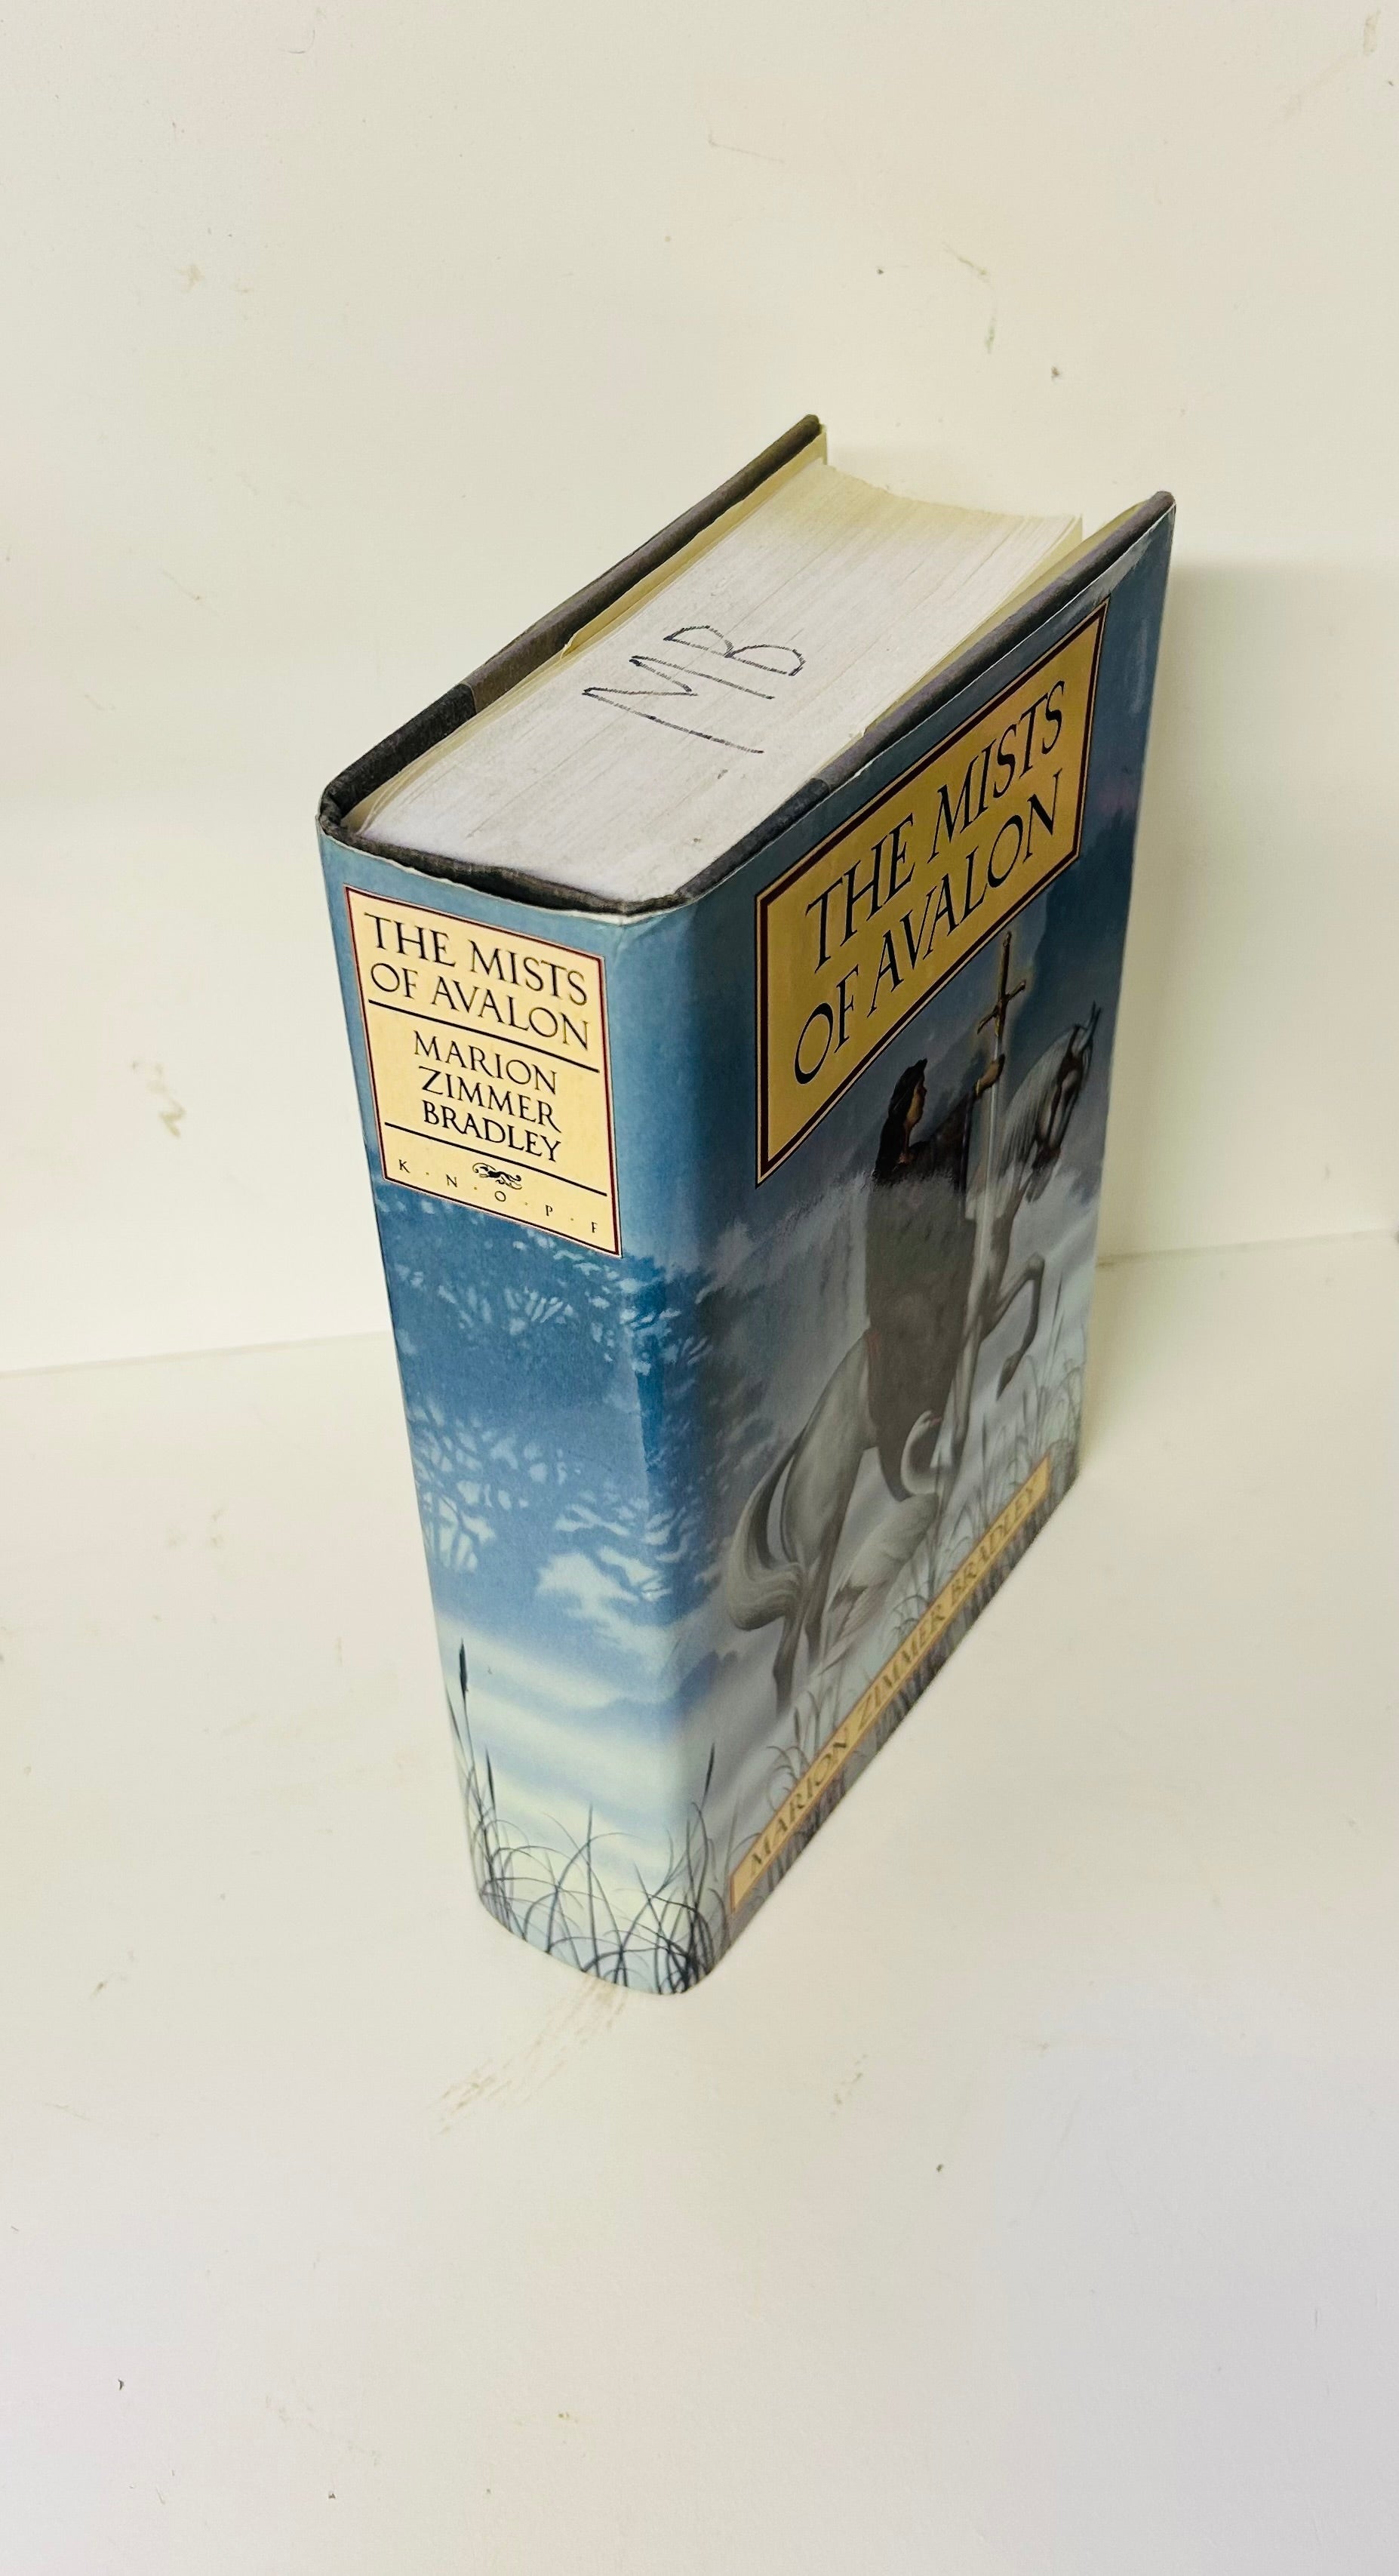 MB
THE MISTS
OF AVALON
MARION
ZIMMER
BRADLEY
K · N · O · P · F
THE MISTS
OF AVALON
MARION ZIMMER BRADLEY